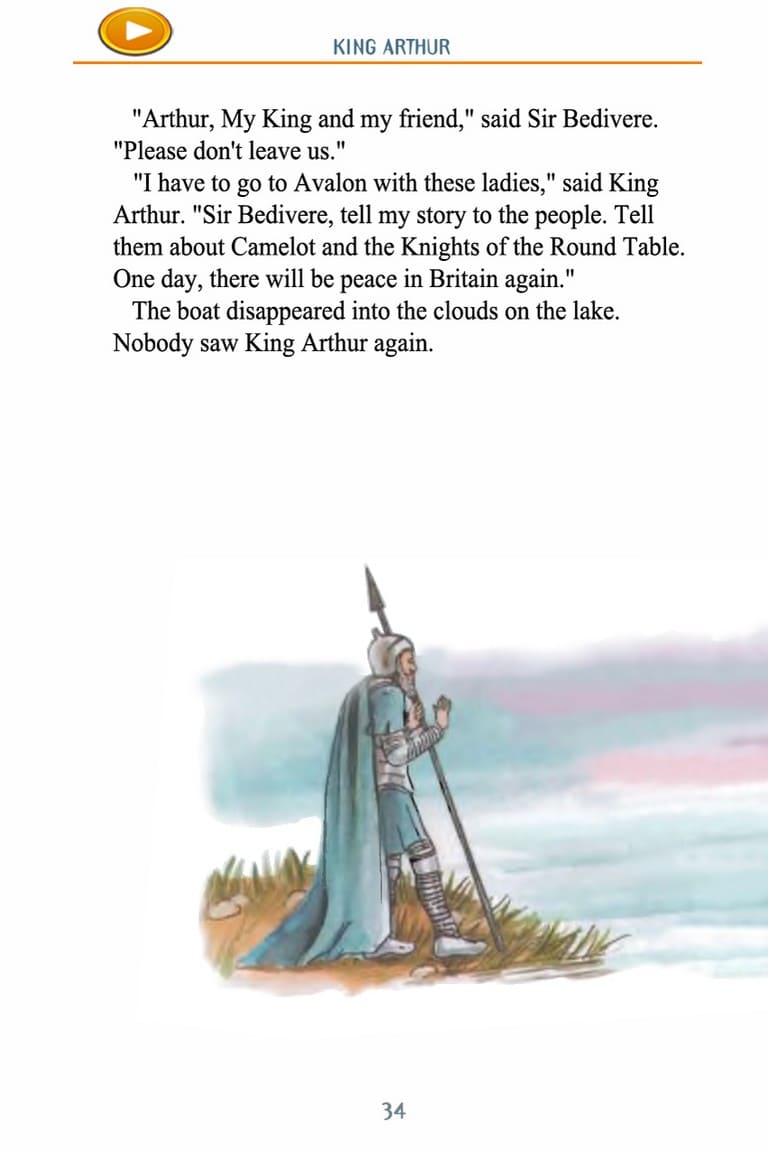 KING ARTHUR
"Arthur, My King and my friend," said Sir Bedivere.
"Please don't leave us."
"I have to go to Avalon with these ladies," said King
Arthur. "Sir Bedivere, tell my story to the people. Tell
them about Camelot and the Knights of the Round Table.
One day, there will be peace in Britain again."
The boat disappeared into the clouds on the lake.
Nobody saw King Arthur again.
34